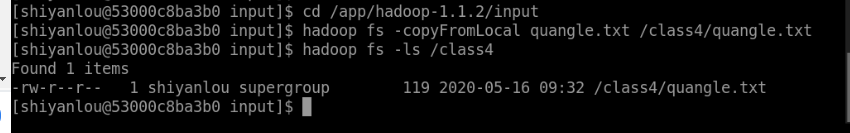 [shiyanlou@53000c8ba3b0 input]$ cd /app/hadoop-1.1.2/input
[shiyanlou@53000c8ba3b0 input]$ hadoop fs -copyFromLocal quangle.txt /class4/quangle.txt
[shiyanlou@53000c8ba3b0 input]$ hadoop fs -ls /class4
Found 1 items
-rw-r--r--   1 shiyanlou supergroup        119 2020-05-16 09:32 /class4/quangle.txt
[shiyanlou@53000c8ba3b0 input]$